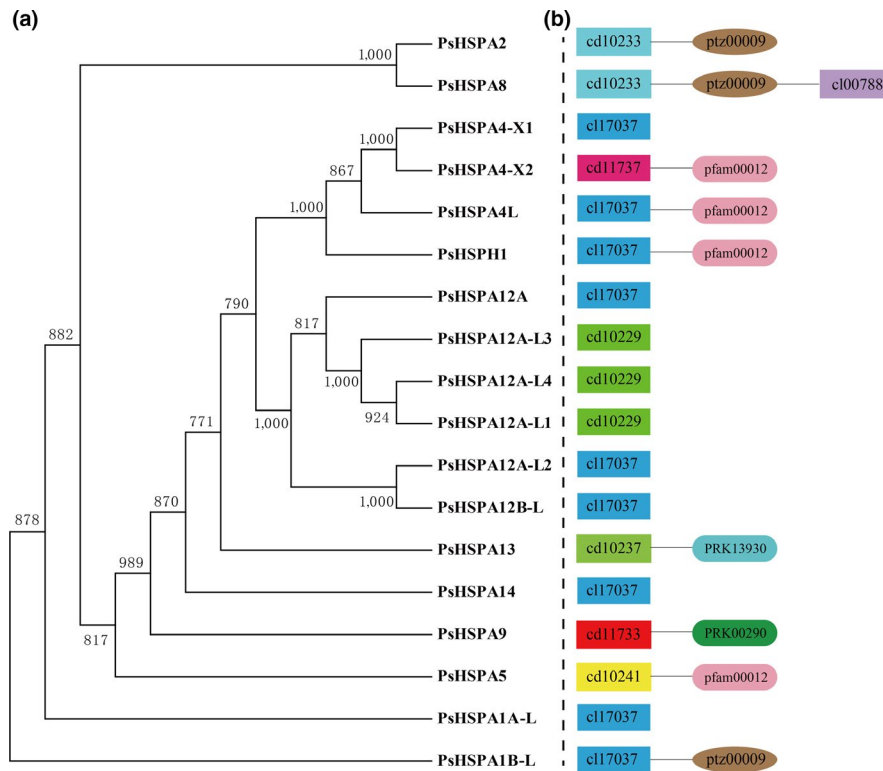 (a)
(b)
PsHSPA2 cd10233 ptz00009
1,000
PsHSPA8 cd10233 ptz00009 cl00788
PsHSPA4-X1 cl17037
1,000
PsHSPA4-X2 cd11737 pfam00012
867
PsHSPA4L cl17037 pfam00012
1,000
PsHSPH1 cl17037 pfam00012
PsHSPA12A cl17037
790
817
PsHSPA12A-L3 cd10229
882
1,000
PsHSPA12A-L4 cd10229
924
PsHSPA12A-L1 cd10229
1,000
771
PsHSPA12A-L2 cl17037
1,000
PsHSPA12B-L cl17037
870
878
PsHSPA13 cd10237 PRK13930
989
PsHSPA14 cl17037
PsHSPA9 cd11733 PRK00290
817
PsHSPA5 cd10241 pfam00012
PsHSPA1A-L cl17037
PsHSPA1B-L cl17037 ptz00009